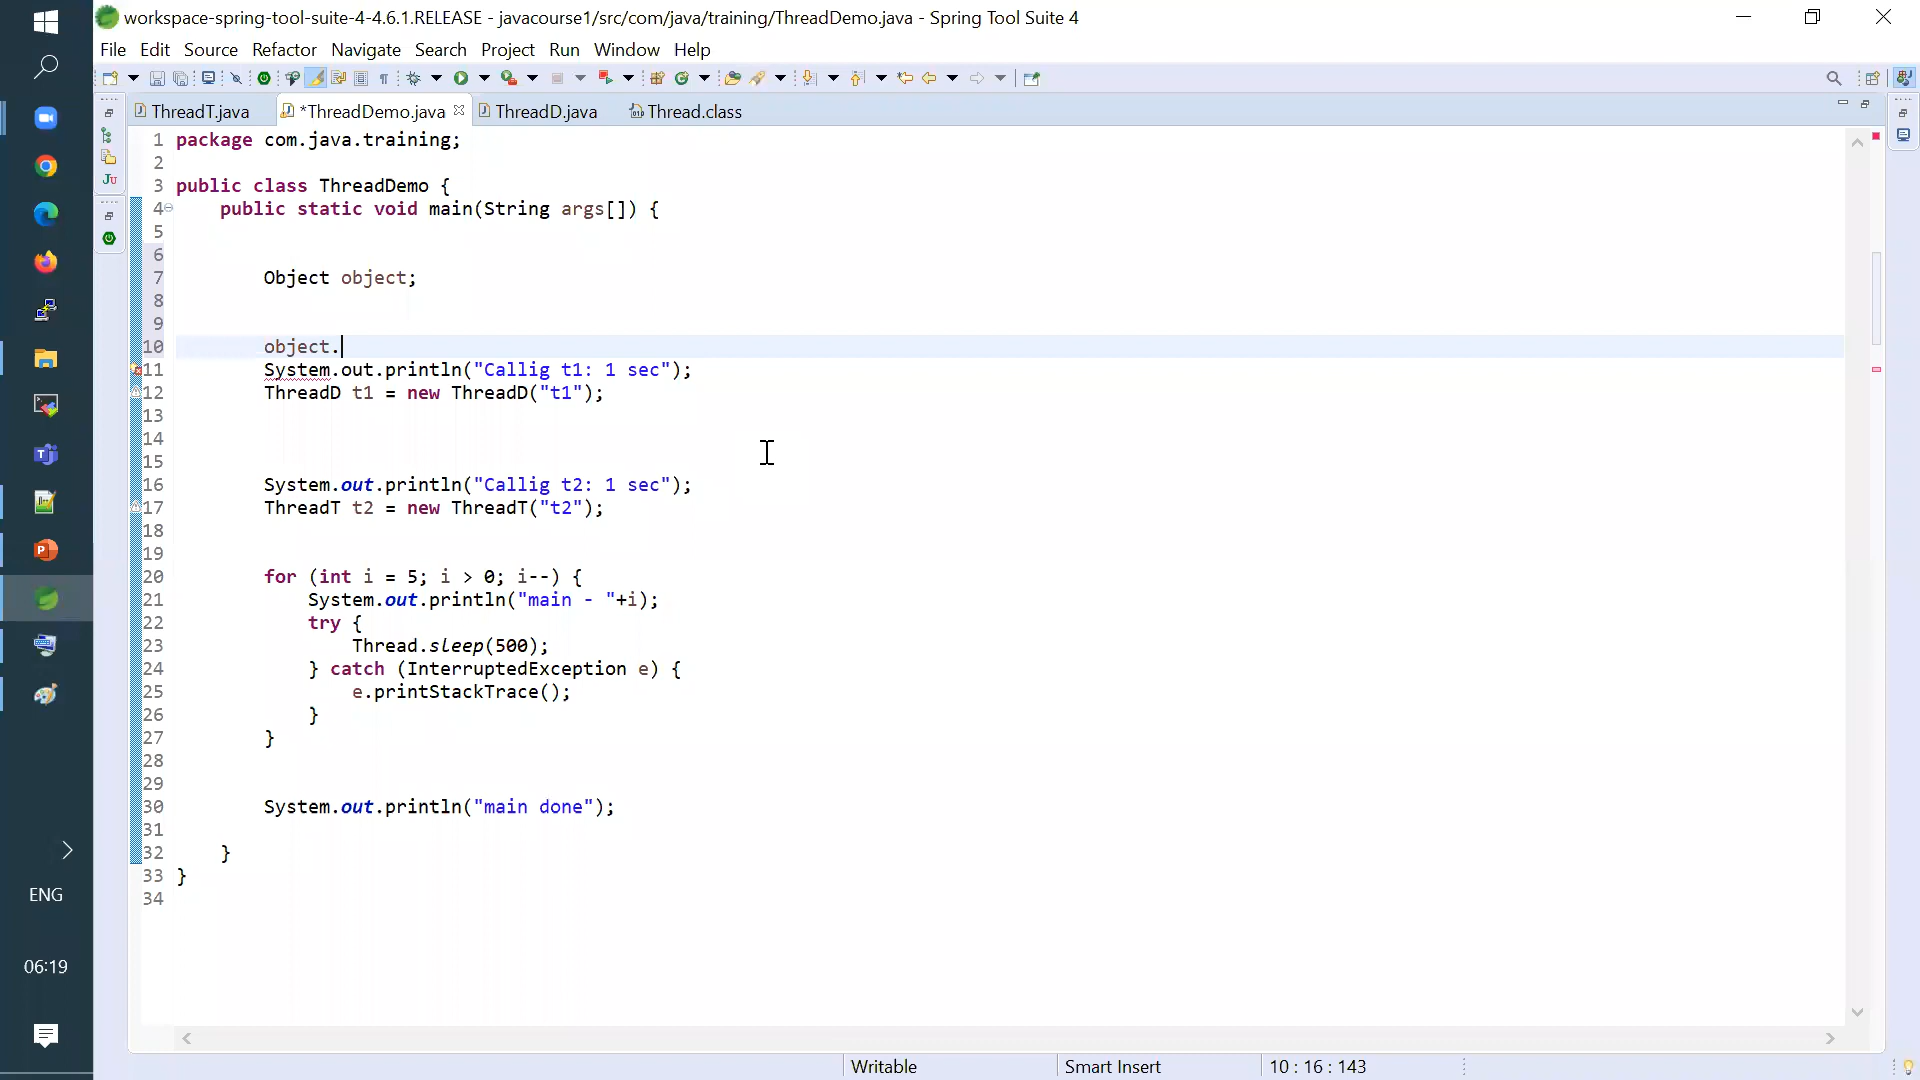 workspace-spring-tool-suite-4-4.6.1.RELEASE - javacourse1/src/com/java/training/ThreadDemo.java - Spring Tool Suite 4
File Edit Source Refactor Navigate Search Project Run Window Help
ThreadT.java *ThreadDemo.java ThreadD.java Thread.class
1 package com.java.training;
2
3 public class ThreadDemo {
4 public static void main(String args[]) {
5
6
7 Object object;
8
9
10 object.
11 System.out.println("Callig t1: 1 sec");
12 ThreadD t1 = new ThreadD("t1");
13
14
15
16 System.out.println("Callig t2: 1 sec");
17 ThreadT t2 = new ThreadT("t2");
18
19
20 for (int i = 5; i > 0; i--) {
21 System.out.println("main - "+i);
22 try {
23 Thread.sleep(500);
24 } catch (InterruptedException e) {
25 e.printStackTrace();
26 }
27 }
28
29
30 System.out.println("main done");
31
32 }
33 }
34
ENG
06:19
Writable Smart Insert 10 : 16 : 143